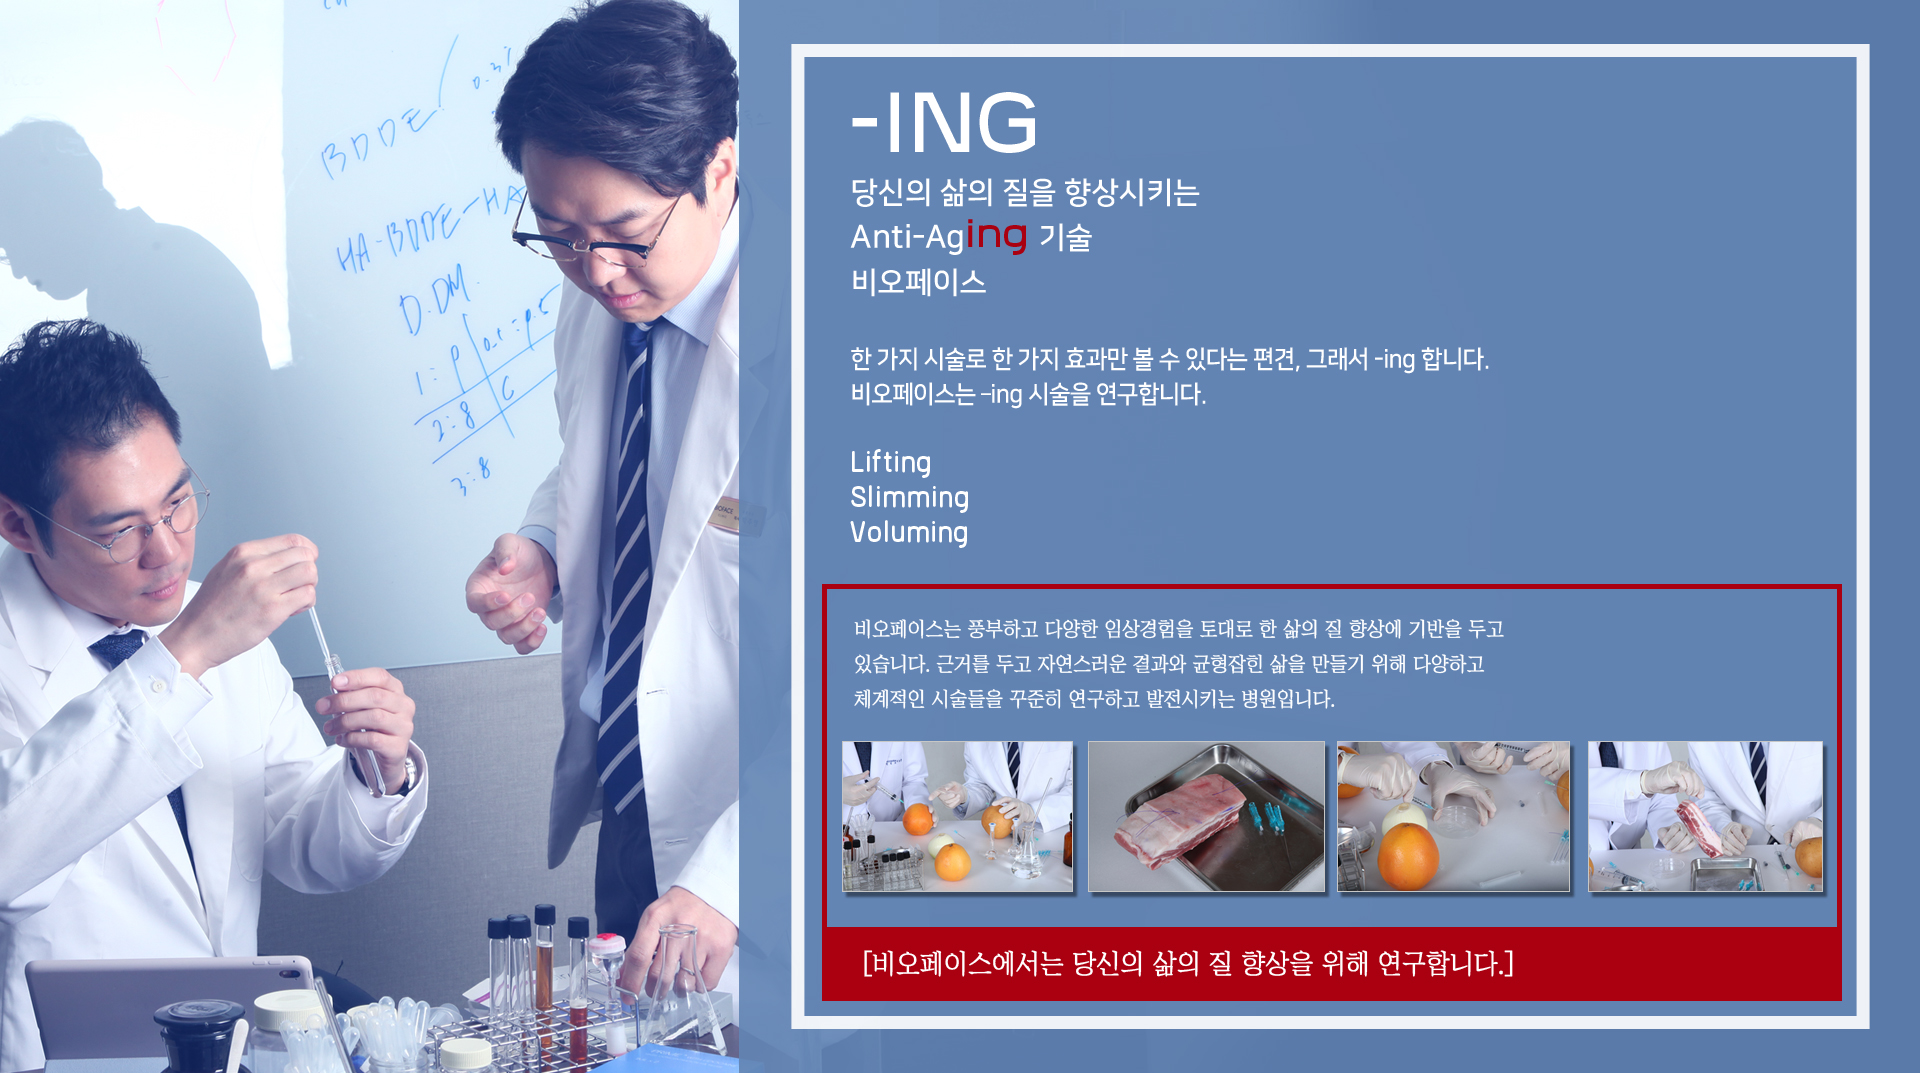 BDDE
0.3%
HA-BDDE-HA
D.DM
1:8
2:8
3:8
-ING
당신의 삶의 질을 향상시키는
Anti-Aging 기술
비오페이스
한 가지 시술로 한 가지 효과만 볼 수 있다는 편견, 그래서 -ing 합니다.
비오페이스는 -ing 시술을 연구합니다.
Lifting
Slimming
Voluming
비오페이스는 풍부하고 다양한 임상경험을 토대로 한 삶의 질 향상에 기반을 두고
있습니다. 근거를 두고 자연스러운 결과와 균형잡힌 삶을 만들기 위해 다양하고
체계적인 시술들을 꾸준히 연구하고 발전시키는 병원입니다.
[비오페이스에서는 당신의 삶의 질 향상을 위해 연구합니다.]